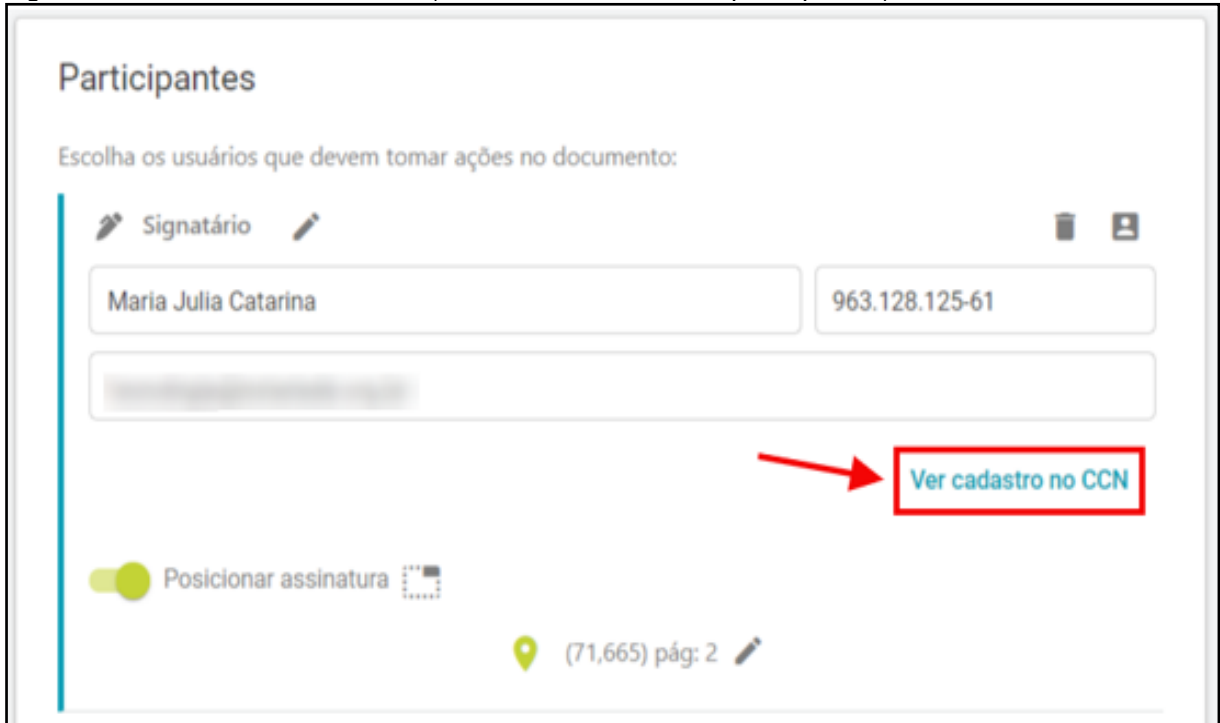 Participantes
Escolha os usuários que devem tomar ações no documento:
Signatário
Maria Julia Catarina
963.128.125-61
Ver cadastro no CCN
Posicionar assinatura
(71,665) pág: 2